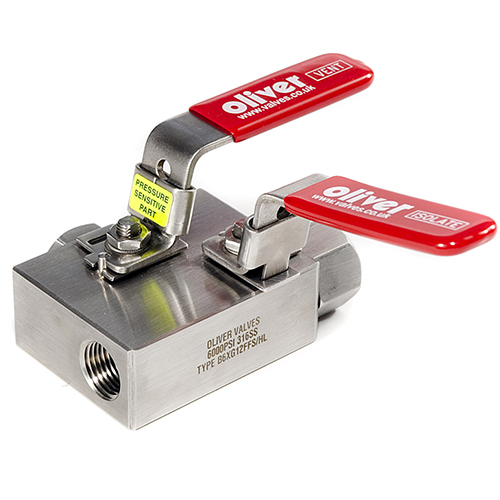 oliver
www.valves.co.uk
VENT
oliver
www.valves.co.uk
ISOLATE
PRESSURE
SENSITIVE
PART
OLIVER VALVES
6000PSI 316SS
TYPE B6XG12FFS/HL